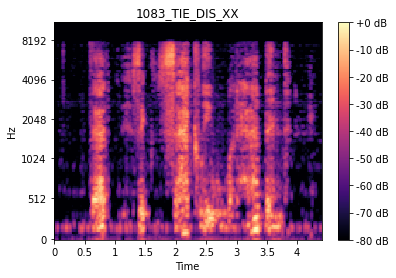 1083_TIE_DIS_XX
+0 dB
8192
-10 dB
4096
-20 dB
-30 dB
2048
Hz
-40 dB
1024
-50 dB
512
-60 dB
-70 dB
0
-80 dB
0 0.5 1 1.5 2 2.5 3 3.5 4
Time